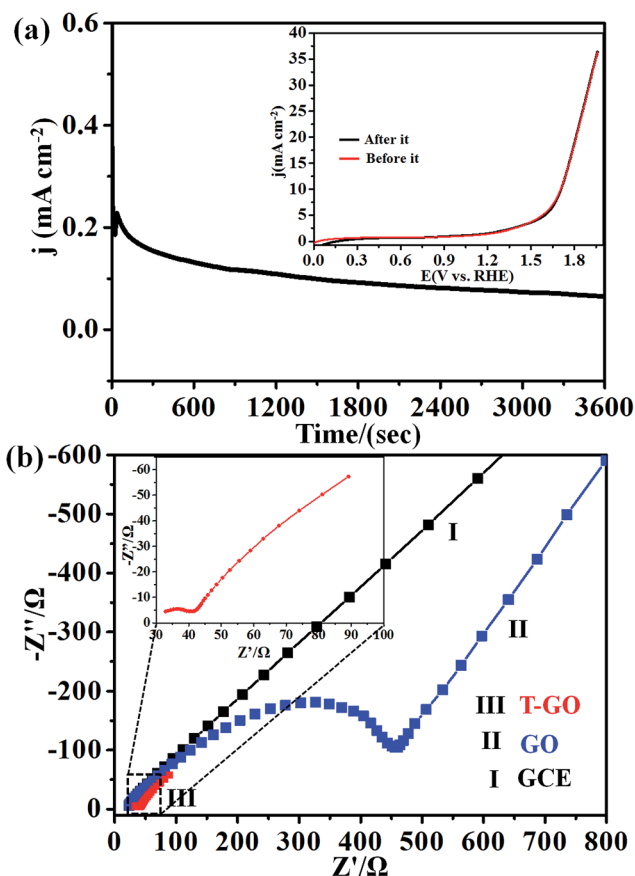 (a)
j (mA cm-2)
0.6
0.4
0.2
0.0
0 600 1200 1800 2400 3000 3600
Time/(sec)
j(mA cm-2)
40
35
30
25
20
15
10
5
0
After it
Before it
0.0 0.3 0.6 0.9 1.2 1.5 1.8
E(V vs. RHE)
(b)
-Z''/Ω
-600
-500
-400
-300
-200
-100
0
0 100 200 300 400 500 600 700 800
Z'/Ω
-Z''/Ω
-60
-50
-40
-30
-20
-10
0
30 40 50 60 70 80 90 100
Z'/Ω
I
II
III
III T-GO
II GO
I GCE